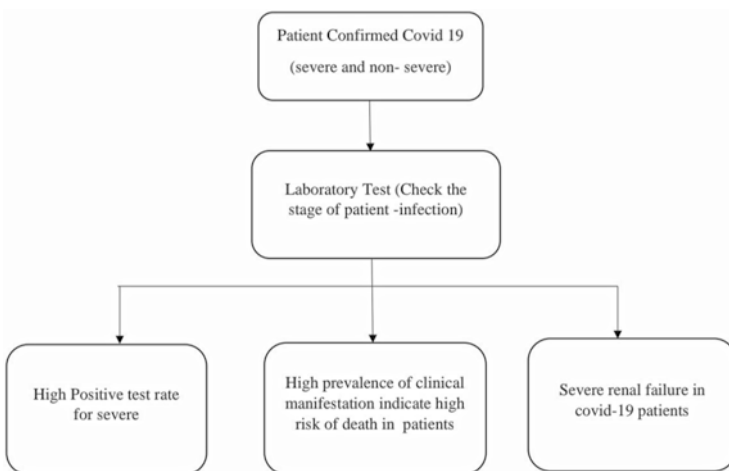 Patient Confirmed Covid 19
(severe and non- severe)
Laboratory Test (Check the
stage of patient -infection)
High Positive test rate
for severe
High prevalence of clinical
manifestation indicate high
risk of death in patients
Severe renal failure in
covid-19 patients